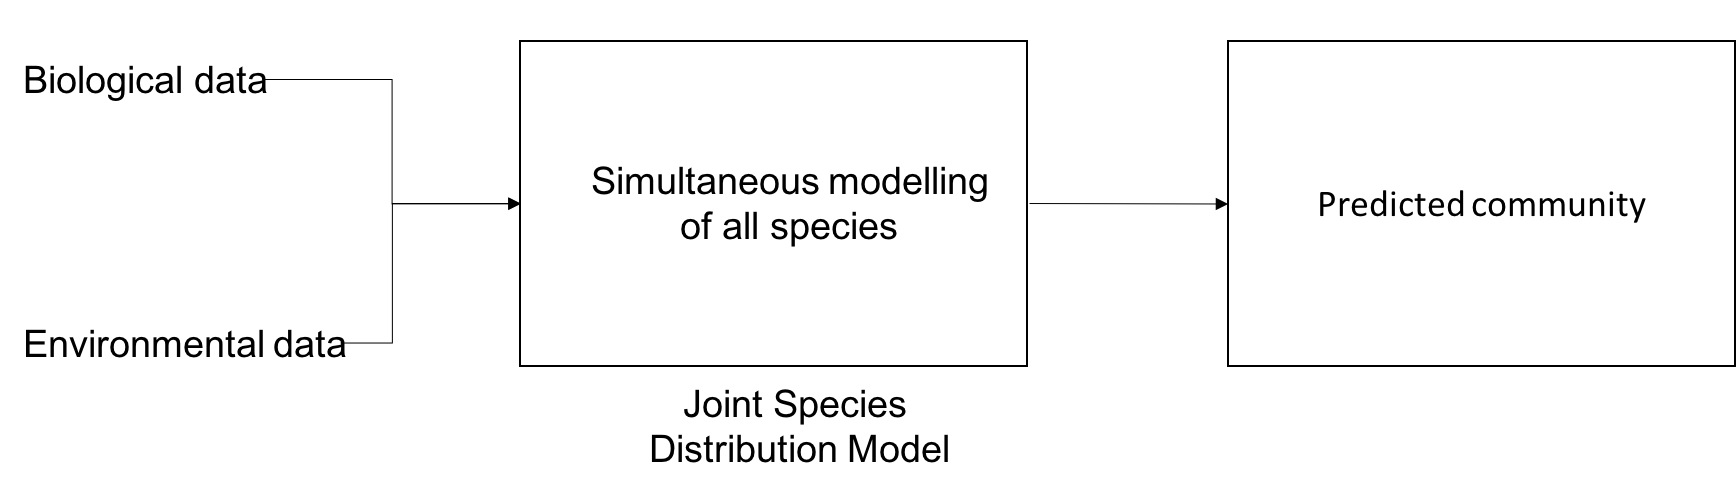 Biological data
Simultaneous modelling
of all species
Predicted community
Environmental data
Joint Species
Distribution Model